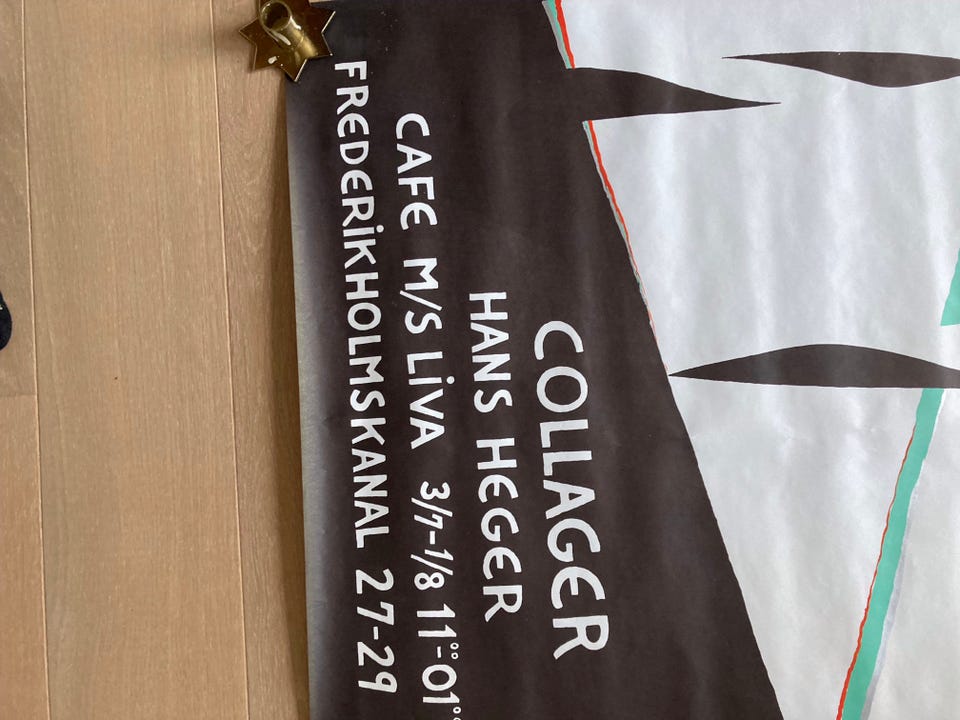 COLLAGER
HANS HEGER
CAFE M/S LIVA 3/7-1/8 11°°-01°°
FREDERIKHOLMSKANAL 27-29